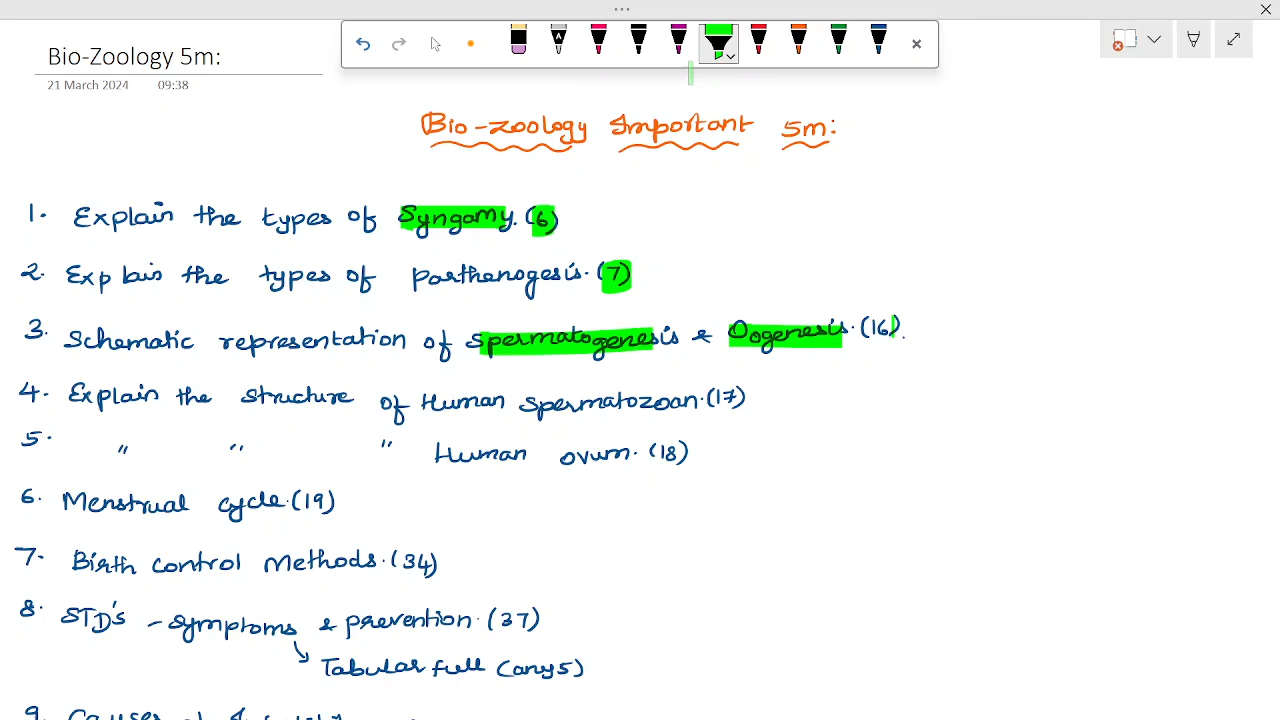 Bio-Zoology 5m:
21 March 2024 09:38
Bio-zoology Important 5m:
1. Explain the types of Syngamy. (6)
2. Explain the types of parthenogesis. (7)
3. Schematic representation of spermatogenesis & Oogenesis. (16).
4. Explain the structure of Human spermatozoan. (17)
5. " " " Human ovum. (18)
6. Menstrual cycle. (19)
7. Birth control methods. (34)
8. STD's - symptoms & prevention. (37)
Tabular full (any 5)
9. Causes of